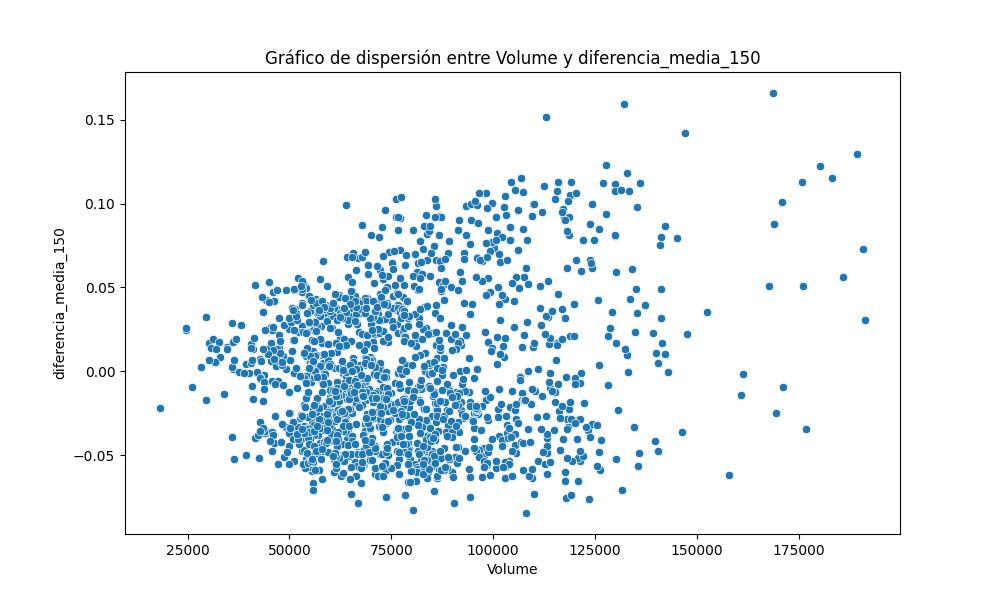 Gráfico de dispersión entre Volume y diferencia_media_150
diferencia_media_150
0.15
0.10
0.05
0.00
−0.05
25000 50000 75000 100000 125000 150000 175000
Volume